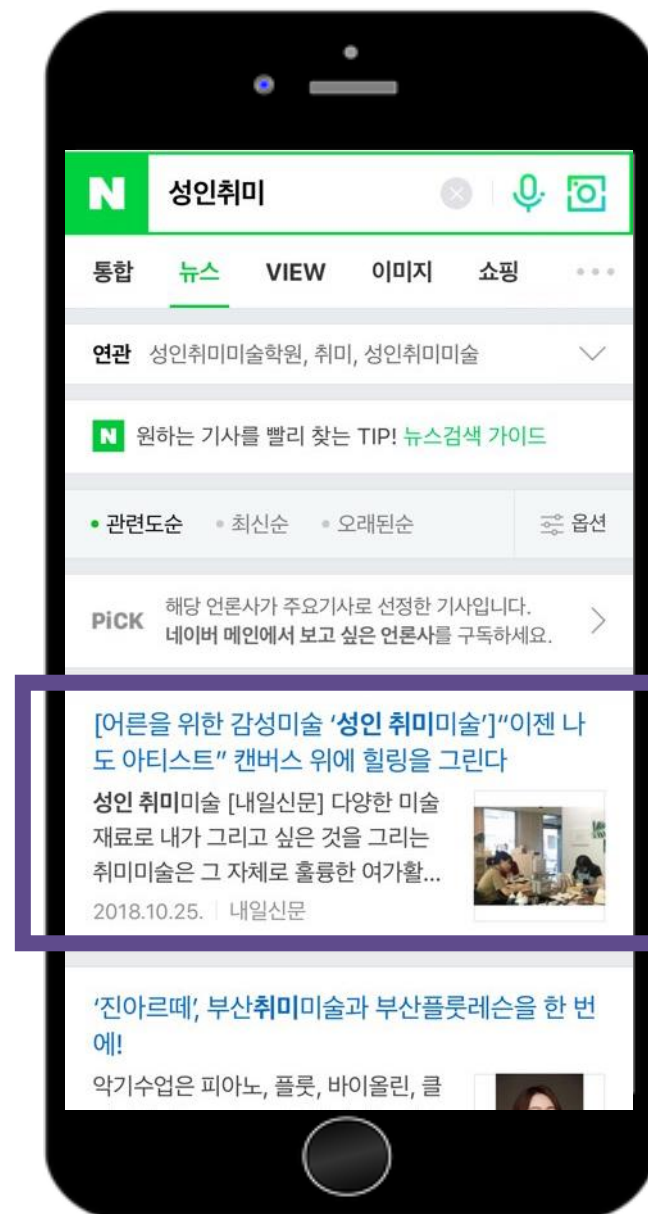 N 성인취미
통합 뉴스 VIEW 이미지 쇼핑
연관 성인취미미술학원, 취미, 성인취미미술
N 원하는 기사를 빨리 찾는 TIP! 뉴스검색 가이드
• 관련도순 • 최신순 • 오래된순 옵션
PiCK 해당 언론사가 주요기사로 선정한 기사입니다.
네이버 메인에서 보고 싶은 언론사를 구독하세요.
[어른을 위한 감성미술 ‘성인 취미미술’]“이젠 나
도 아티스트” 캔버스 위에 힐링을 그린다
성인 취미미술 [내일신문] 다양한 미술
재료로 내가 그리고 싶은 것을 그리는
취미미술은 그 자체로 훌륭한 여가활...
2018.10.25. 내일신문
‘진아르떼’, 부산취미미술과 부산플룻레슨을 한 번
에!
악기수업은 피아노, 플룻, 바이올린, 클